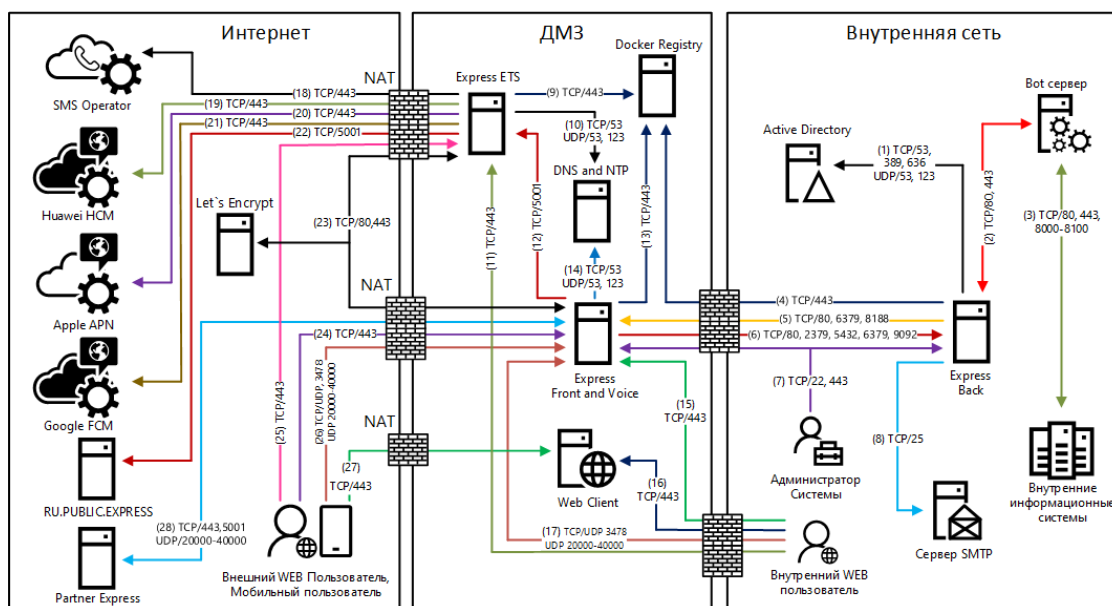 Интернет
SMS Operator
Huawei HCM
Let`s Encrypt
Apple APN
Google FCM
RU.PUBLIC.EXPRESS
Partner Express
Внешний WEB Пользователь,
Мобильный пользователь
NAT
(18) TCP/443
(19) TCP/443
(20) TCP/443
(21) TCP/443
(22) TCP/5001
(23) TCP/80,443
NAT
(24) TCP/443
(25) TCP/443
(26) TCP/UDP, 3478
UDP 20000-40000
NAT
(27)
TCP/443
(28) TCP/443,5001
UDP/20000-40000
ДМЗ
Express ETS
Docker Registry
(9) TCP/443
(10) TCP/53
UDP/53, 123
DNS and NTP
(11) TCP/443
(12) TCP/5001
(13) TCP/443
(14) TCP/53
UDP/53, 123
Express
Front and Voice
(15)
TCP/443
Web Client
(16)
TCP/443
(17) TCP/UDP 3478
UDP 20000-40000
Внутренняя сеть
Bot сервер
Active Directory
(1) TCP/53,
389, 636
UDP/53, 123
(2) TCP/80, 443
(3) TCP/80, 443,
8000-8100
(4) TCP/443
(5) TCP/80, 6379, 8188
(6) TCP/80, 2379, 5432, 6379, 9092
Express
Back
(7) TCP/22, 443
(8) TCP/25
Администратор
Системы
Внутренние
информационные
системы
Сервер SMTP
Внутренний WEB
пользователь